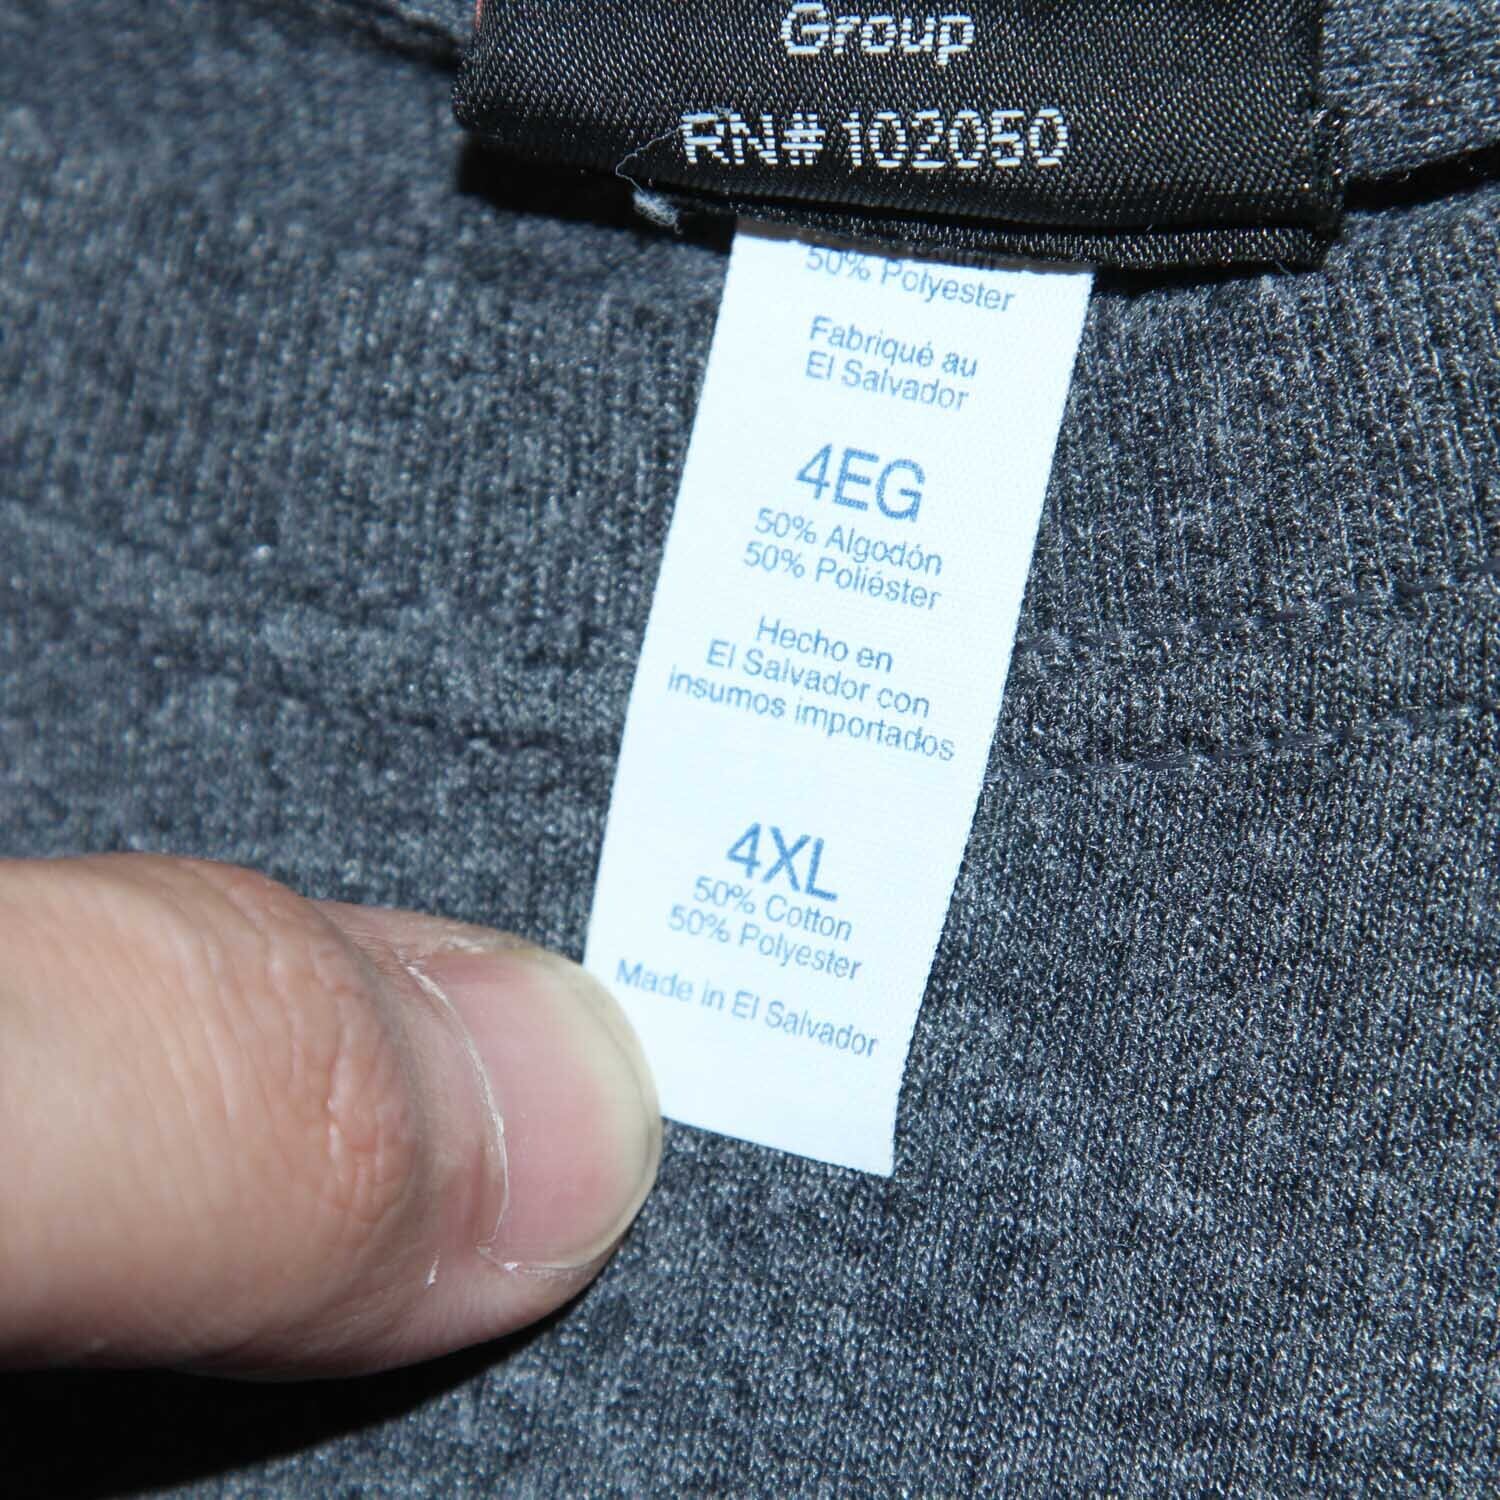 Group
RN# 102050
50% Polyester
Fabriqué au
El Salvador
4EG
50% Algodón
50% Poliéster
Hecho en
El Salvador con
insumos importados
4XL
50% Cotton
50% Polyester
Made in El Salvador